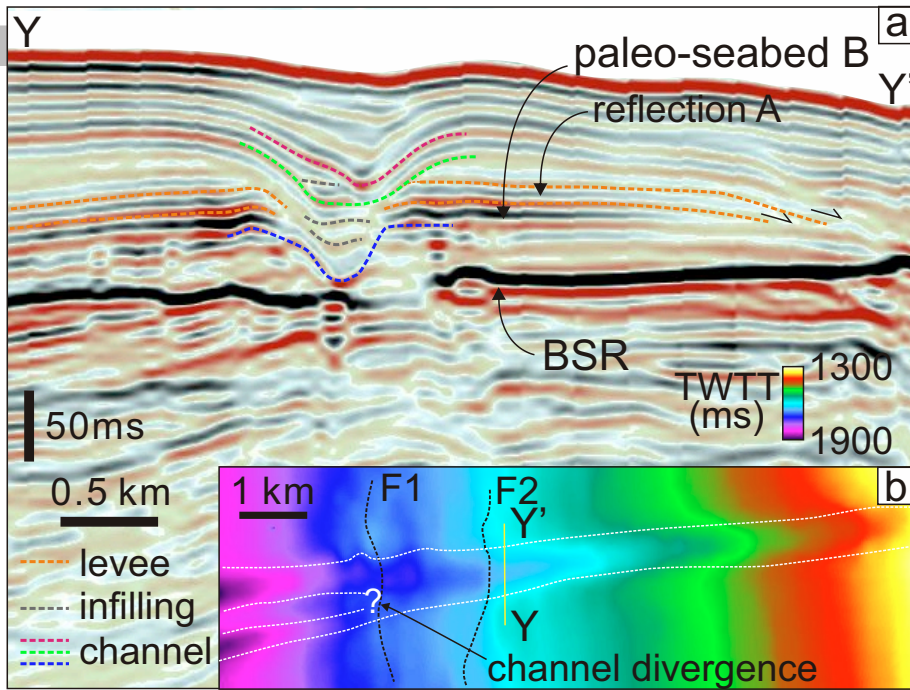 Y
a
paleo-seabed B
Y'
reflection A
BSR
TWTT
(ms)
1300
1900
50ms
0.5 km
levee
infilling
channel
1 km
F1
F2
b
Y'
?
Y
channel divergence